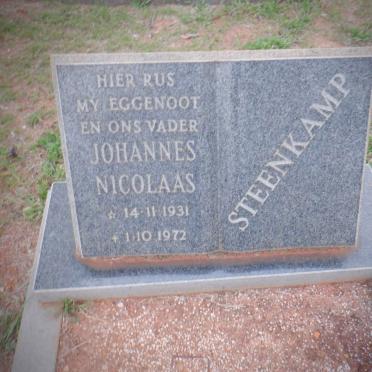 HIER RUS
MY EGGENOOT
EN ONS VADER
JOHANNES
NICOLAAS
☆ 14·11·1931
+ 1·10·1972
STEENKAMP